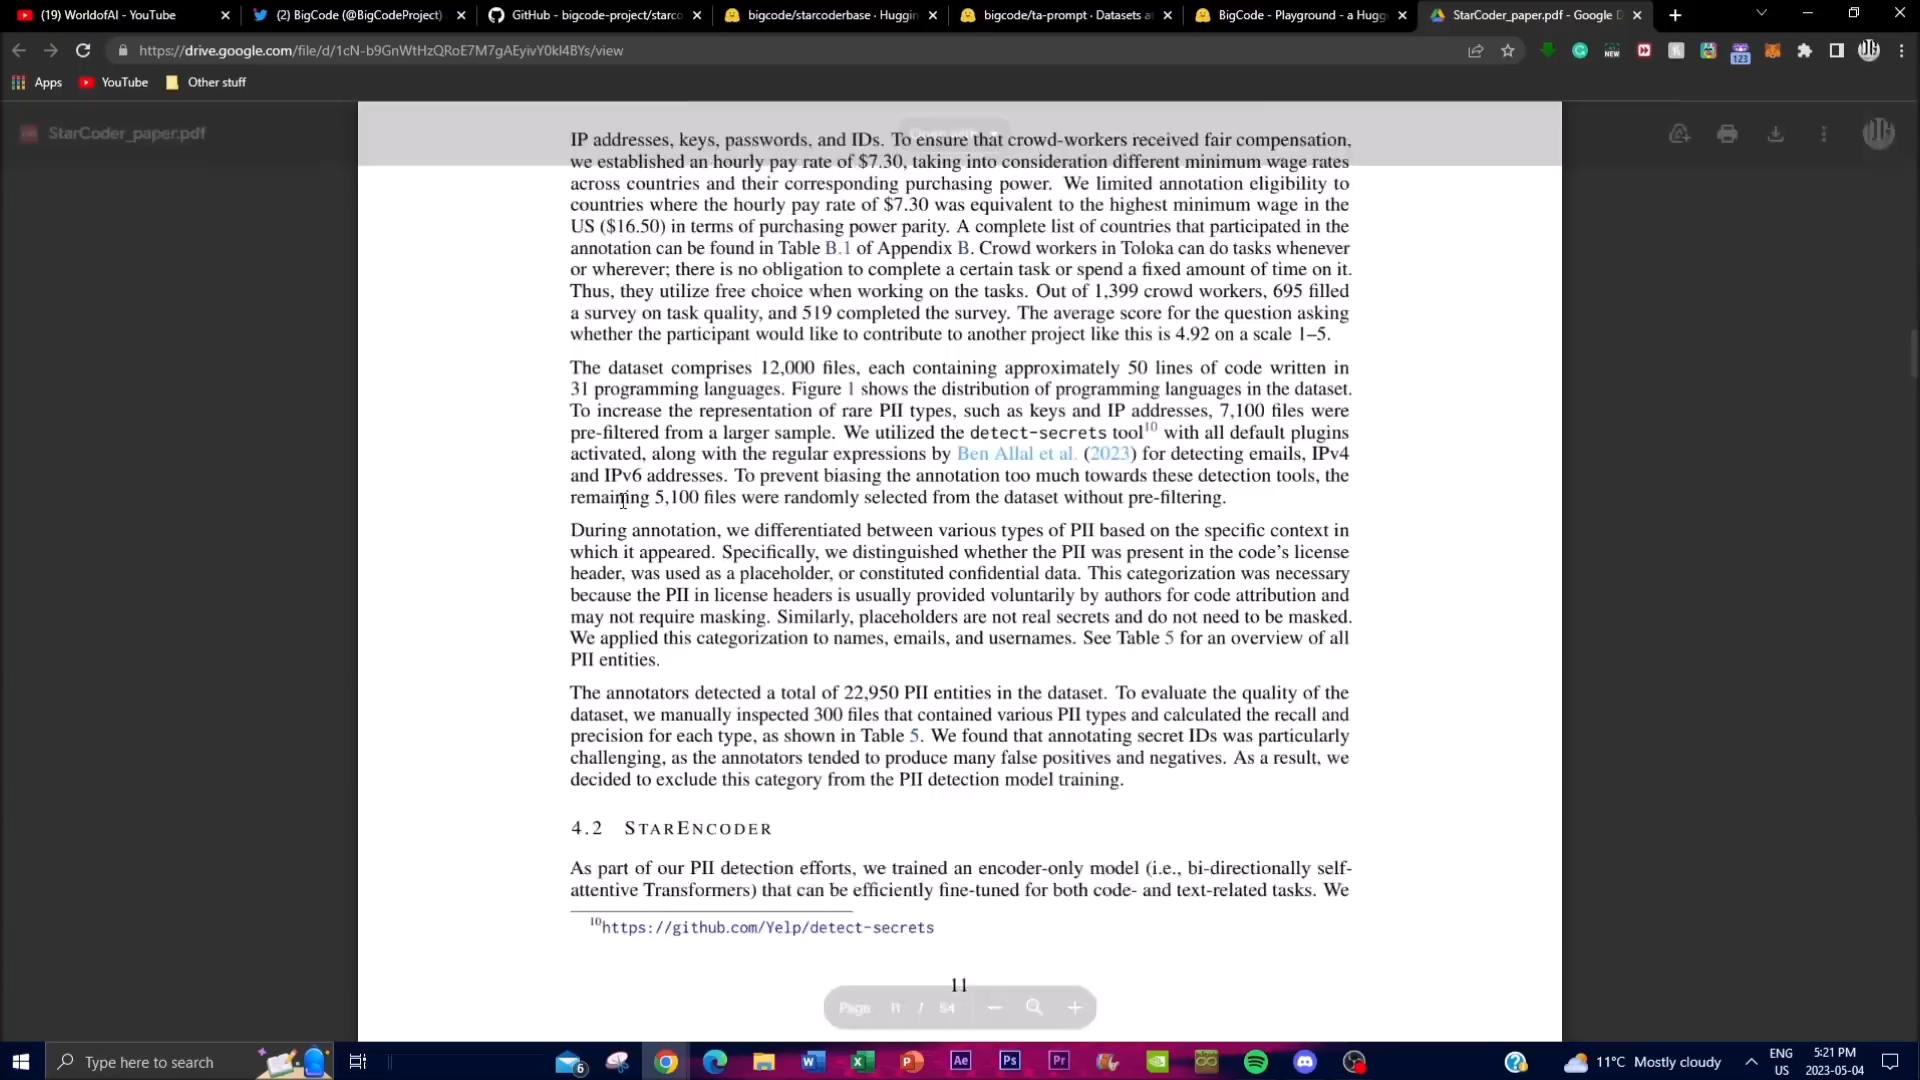 (19) WorldofAI - YouTube
(2) BigCode (@BigCodeProject)
GitHub - bigcode-project/starco
bigcode/starcoderbase · Huggin
bigcode/ta-prompt · Datasets a
BigCode - Playground - a Hugg
StarCoder_paper.pdf - Google D
https://drive.google.com/file/d/1cN-b9GnWtHzQRoE7M7gAEyivY0kI4BYs/view
NEW
123
Apps
YouTube
Other stuff
StarCoder_paper.pdf
IP addresses, keys, passwords, and IDs. To ensure that crowd-workers received fair compensation,
we established an hourly pay rate of $7.30, taking into consideration different minimum wage rates
across countries and their corresponding purchasing power. We limited annotation eligibility to
countries where the hourly pay rate of $7.30 was equivalent to the highest minimum wage in the
US ($16.50) in terms of purchasing power parity. A complete list of countries that participated in the
annotation can be found in Table B.1 of Appendix B. Crowd workers in Toloka can do tasks whenever
or wherever; there is no obligation to complete a certain task or spend a fixed amount of time on it.
Thus, they utilize free choice when working on the tasks. Out of 1,399 crowd workers, 695 filled
a survey on task quality, and 519 completed the survey. The average score for the question asking
whether the participant would like to contribute to another project like this is 4.92 on a scale 1–5.
The dataset comprises 12,000 files, each containing approximately 50 lines of code written in
31 programming languages. Figure 1 shows the distribution of programming languages in the dataset.
To increase the representation of rare PII types, such as keys and IP addresses, 7,100 files were
pre-filtered from a larger sample. We utilized the detect-secrets tool10 with all default plugins
activated, along with the regular expressions by Ben Allal et al. (2023) for detecting emails, IPv4
and IPv6 addresses. To prevent biasing the annotation too much towards these detection tools, the
remaining 5,100 files were randomly selected from the dataset without pre-filtering.
During annotation, we differentiated between various types of PII based on the specific context in
which it appeared. Specifically, we distinguished whether the PII was present in the code's license
header, was used as a placeholder, or constituted confidential data. This categorization was necessary
because the PII in license headers is usually provided voluntarily by authors for code attribution and
may not require masking. Similarly, placeholders are not real secrets and do not need to be masked.
We applied this categorization to names, emails, and usernames. See Table 5 for an overview of all
PII entities.
The annotators detected a total of 22,950 PII entities in the dataset. To evaluate the quality of the
dataset, we manually inspected 300 files that contained various PII types and calculated the recall and
precision for each type, as shown in Table 5. We found that annotating secret IDs was particularly
challenging, as the annotators tended to produce many false positives and negatives. As a result, we
decided to exclude this category from the PII detection model training.
4.2 STARENCODER
As part of our PII detection efforts, we trained an encoder-only model (i.e., bi-directionally self-
attentive Transformers) that can be efficiently fine-tuned for both code- and text-related tasks. We
10https://github.com/Yelp/detect-secrets
11
Page 11 / 54
Type here to search
6
Ae
Ps
Pr
11°C Mostly cloudy
ENG
US
5:21 PM
2023-05-04